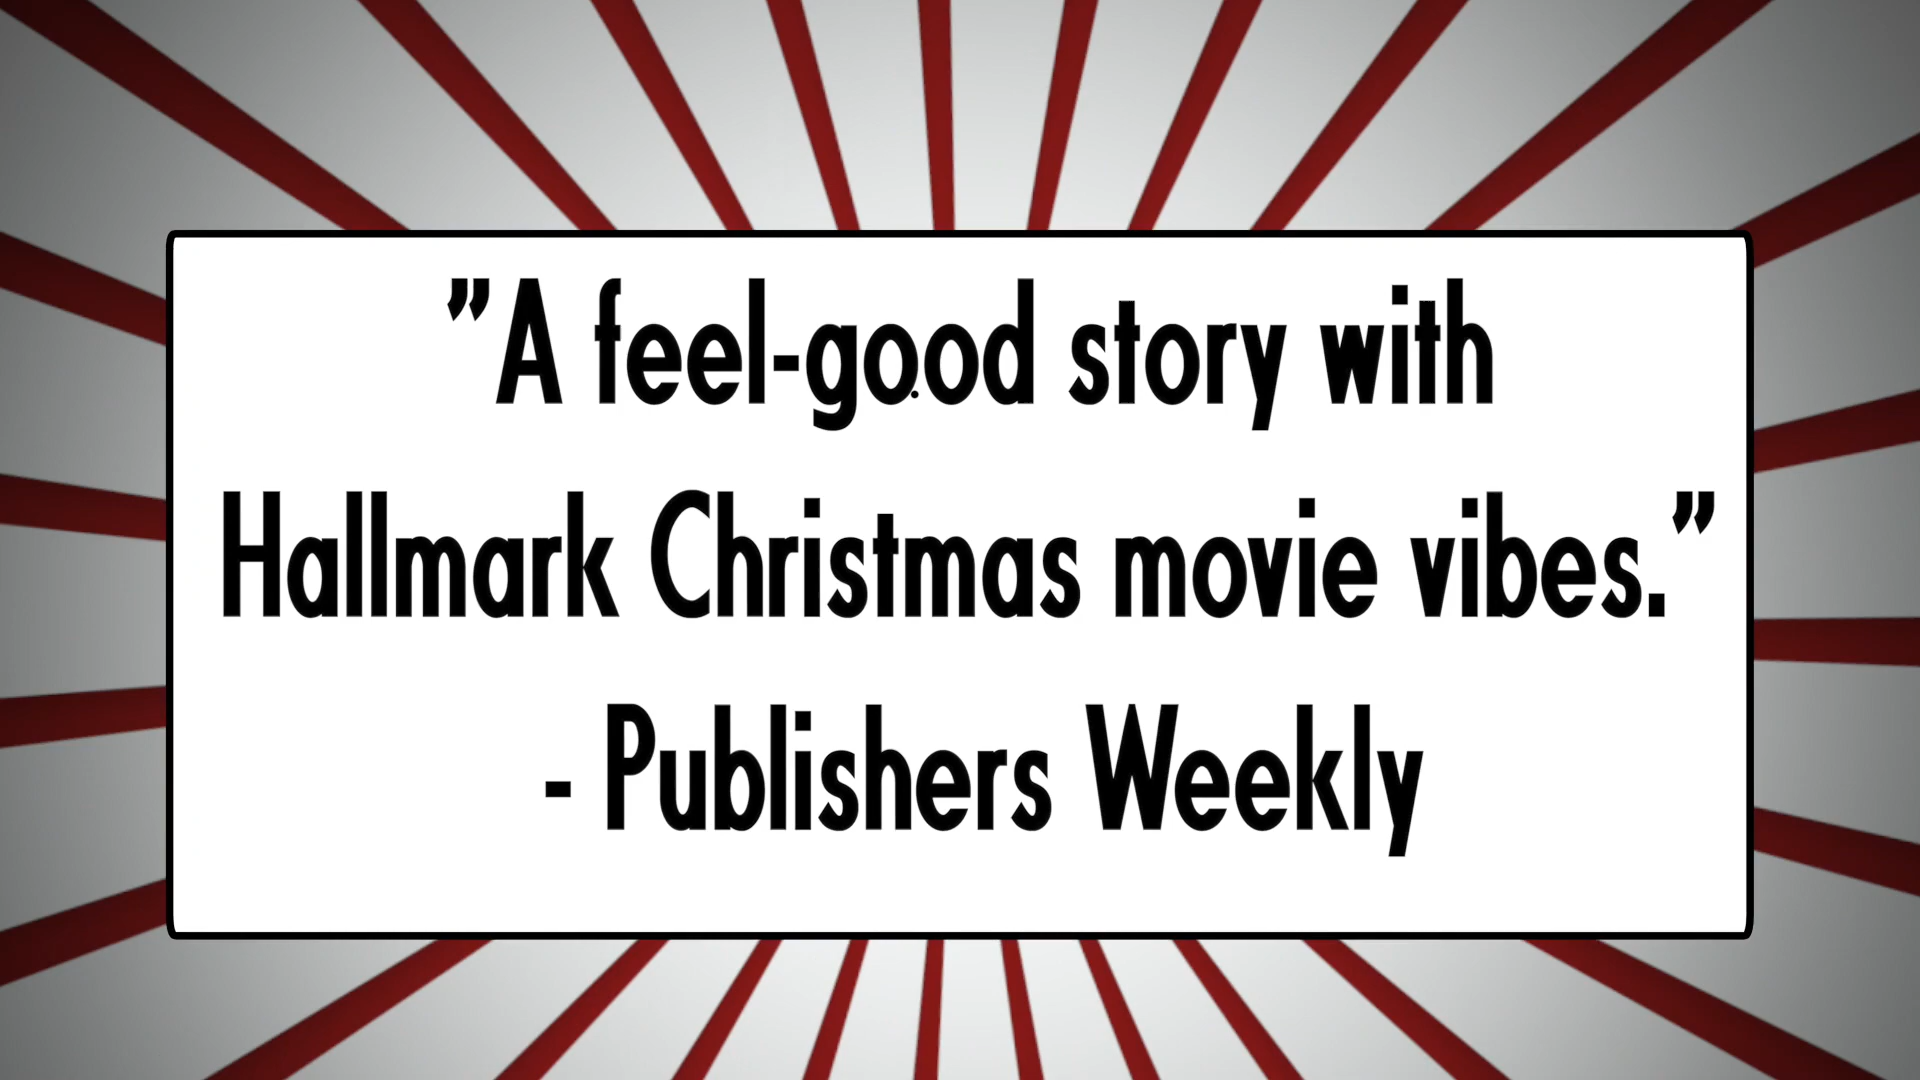 ”A feel-good story with
Hallmark Christmas movie vibes.”
- Publishers Weekly